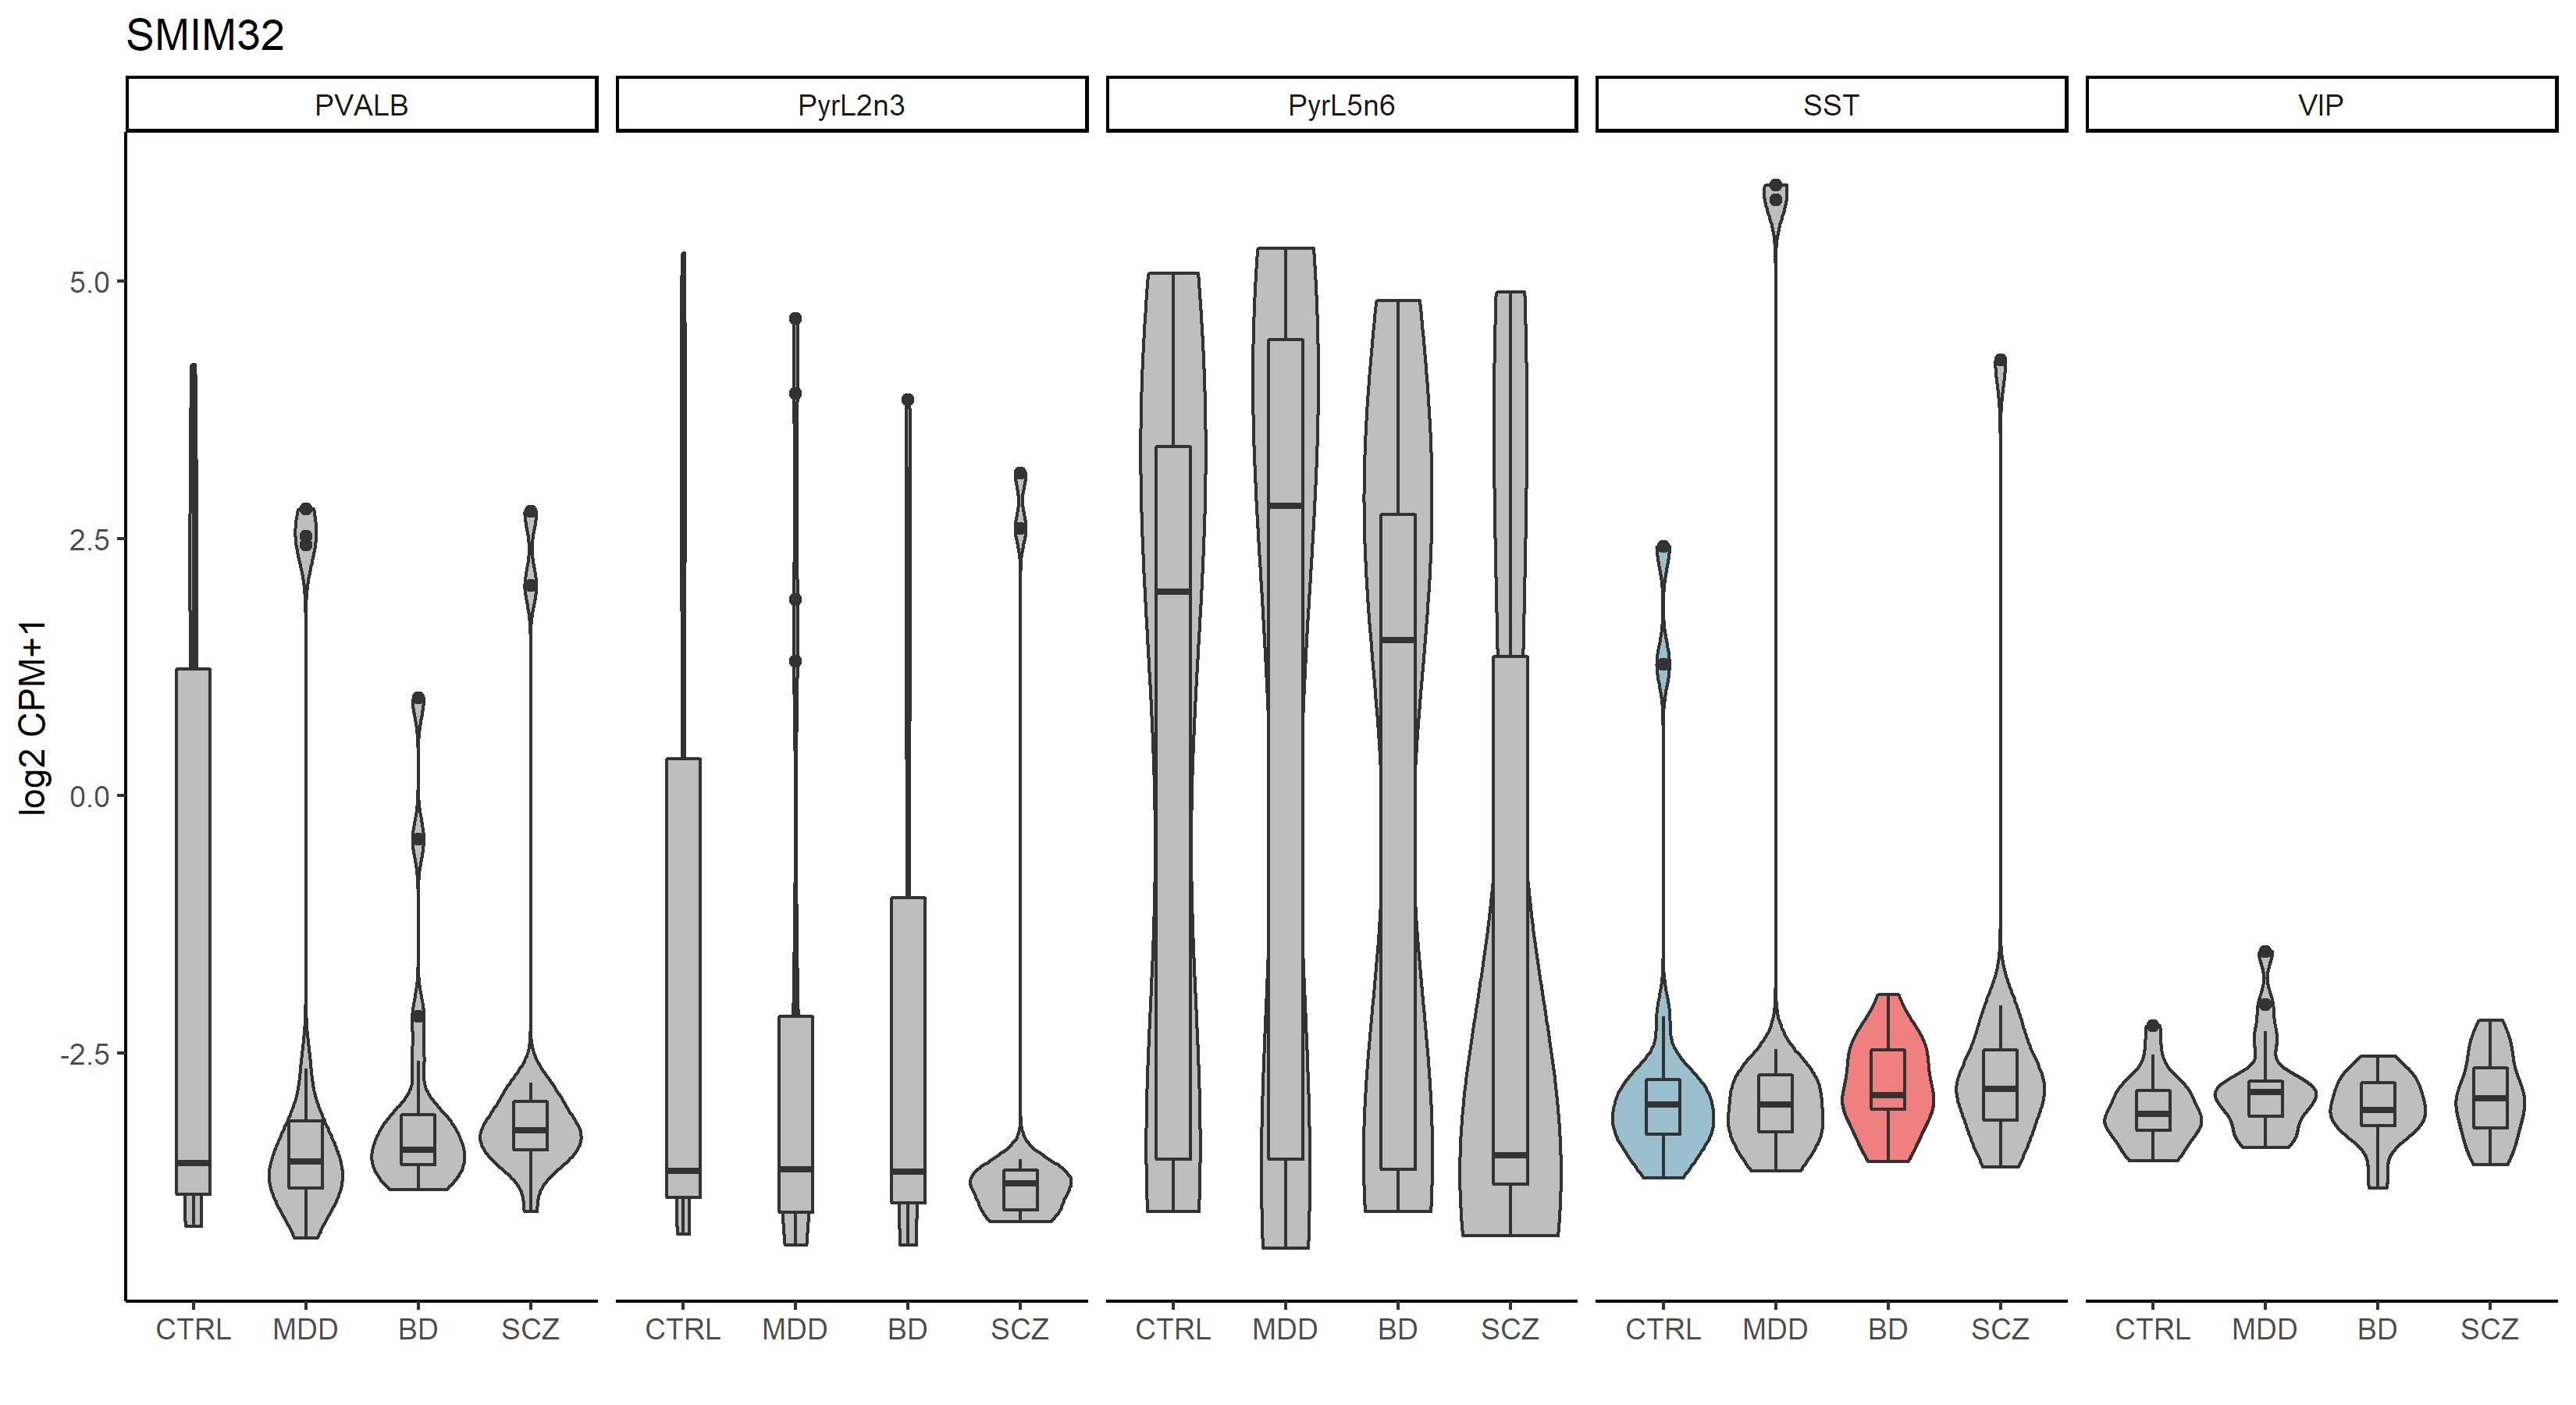 SMIM32
PVALB PyrL2n3 PyrL5n6 SST VIP
log2 CPM+1
5.0
2.5
0.0
-2.5
CTRL MDD BD SCZ CTRL MDD BD SCZ CTRL MDD BD SCZ CTRL MDD BD SCZ CTRL MDD BD SCZ